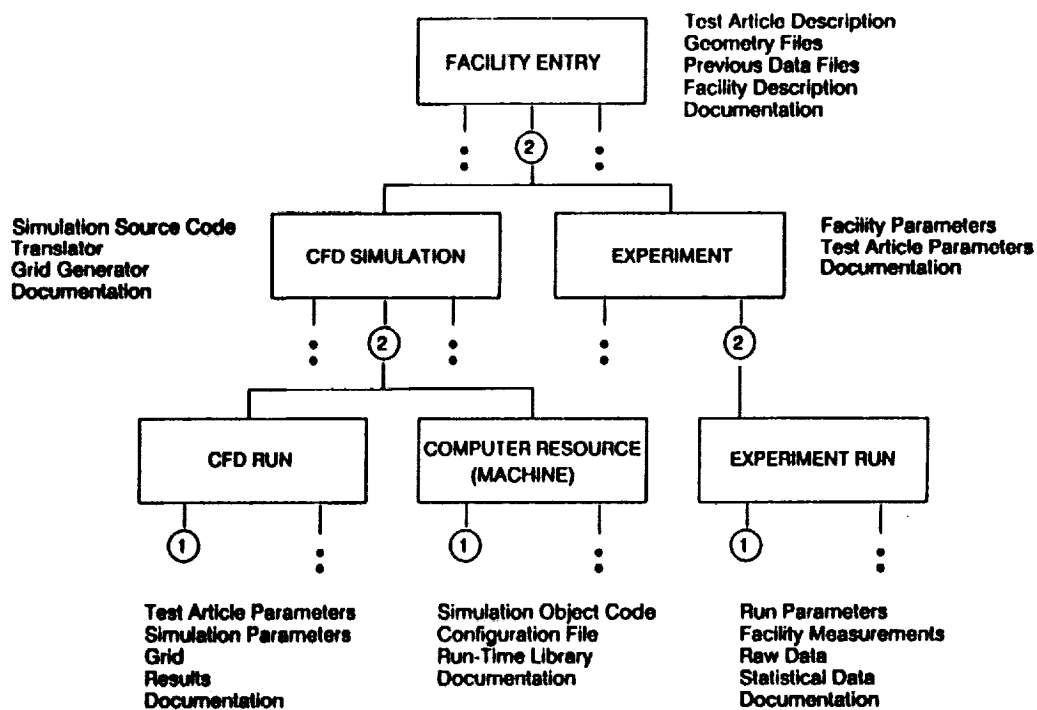 FACILITY ENTRY
Test Article Description
Geometry Files
Previous Data Files
Facility Description
Documentation
2
Simulation Source Code
Translator
Grid Generator
Documentation
CFD SIMULATION
EXPERIMENT
Facility Parameters
Test Article Parameters
Documentation
2
2
CFD RUN
COMPUTER RESOURCE
(MACHINE)
EXPERIMENT RUN
1
1
1
Test Article Parameters
Simulation Parameters
Grid
Results
Documentation
Simulation Object Code
Configuration File
Run-Time Library
Documentation
Run Parameters
Facility Measurements
Raw Data
Statistical Data
Documentation